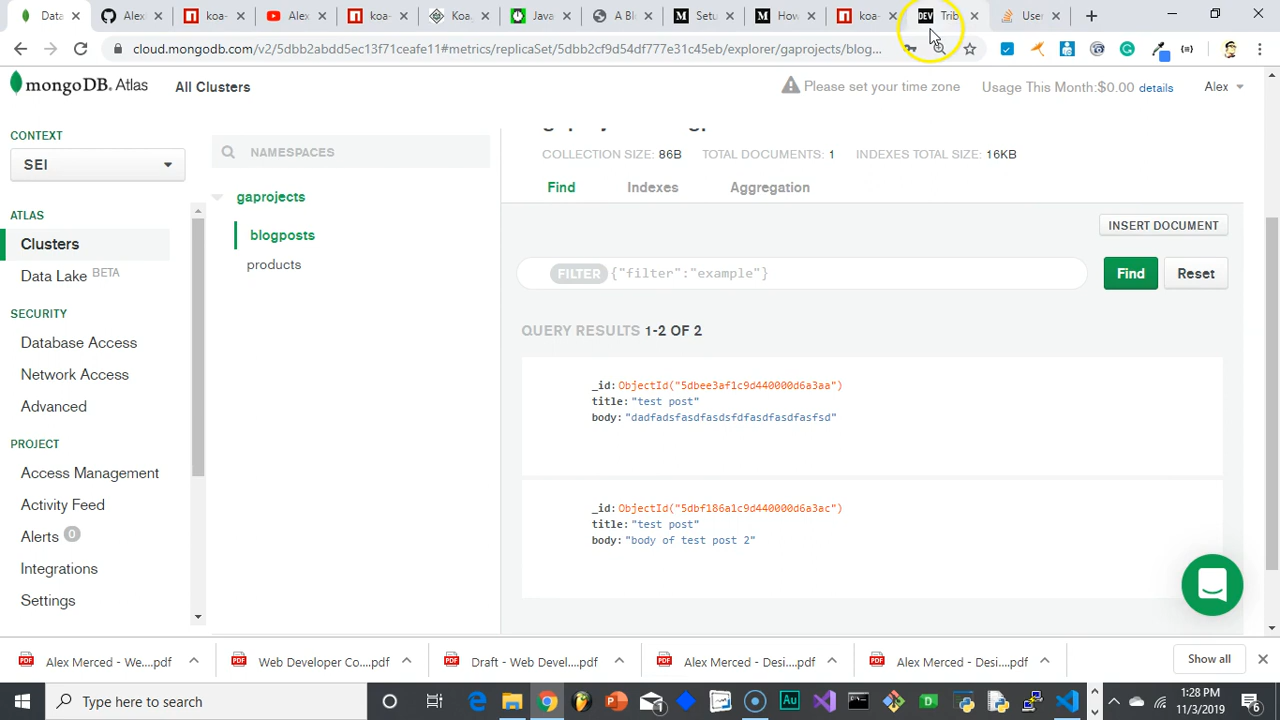 Data
Alex
koa
Alex
koa-
Koa
Java
A Bl
Setu
How
koa-
DEV Trib
User
cloud.mongodb.com/v2/5dbb2abdd5ec13f71ceafe11#metrics/replicaSet/5dbb2cf9d54df777e31c45eb/explorer/gaprojects/blog...
mongoDB. Atlas
All Clusters
Please set your time zone
Usage This Month:$0.00 details
Alex
CONTEXT
SEI
ATLAS
Clusters
Data Lake BETA
SECURITY
Database Access
Network Access
Advanced
PROJECT
Access Management
Activity Feed
Alerts 0
Integrations
Settings
NAMESPACES
gaprojects
blogposts
products
COLLECTION SIZE: 86B TOTAL DOCUMENTS: 1 INDEXES TOTAL SIZE: 16KB
Find Indexes Aggregation
INSERT DOCUMENT
FILTER {"filter":"example"}
Find
Reset
QUERY RESULTS 1-2 OF 2
_id: ObjectId("5dbee3af1c9d440000d6a3aa")
title: "test post"
body: "dadfadsfasdfasdsfdfasdfasdfasfsd"
_id: ObjectId("5dbf186a1c9d440000d6a3ac")
title: "test post"
body: "body of test post 2"
Alex Merced - We....pdf
Web Developer Co....pdf
Draft - Web Devel....pdf
Alex Merced - Desi....pdf
Alex Merced - Desi....pdf
Show all
Type here to search
1:28 PM
11/3/2019
6